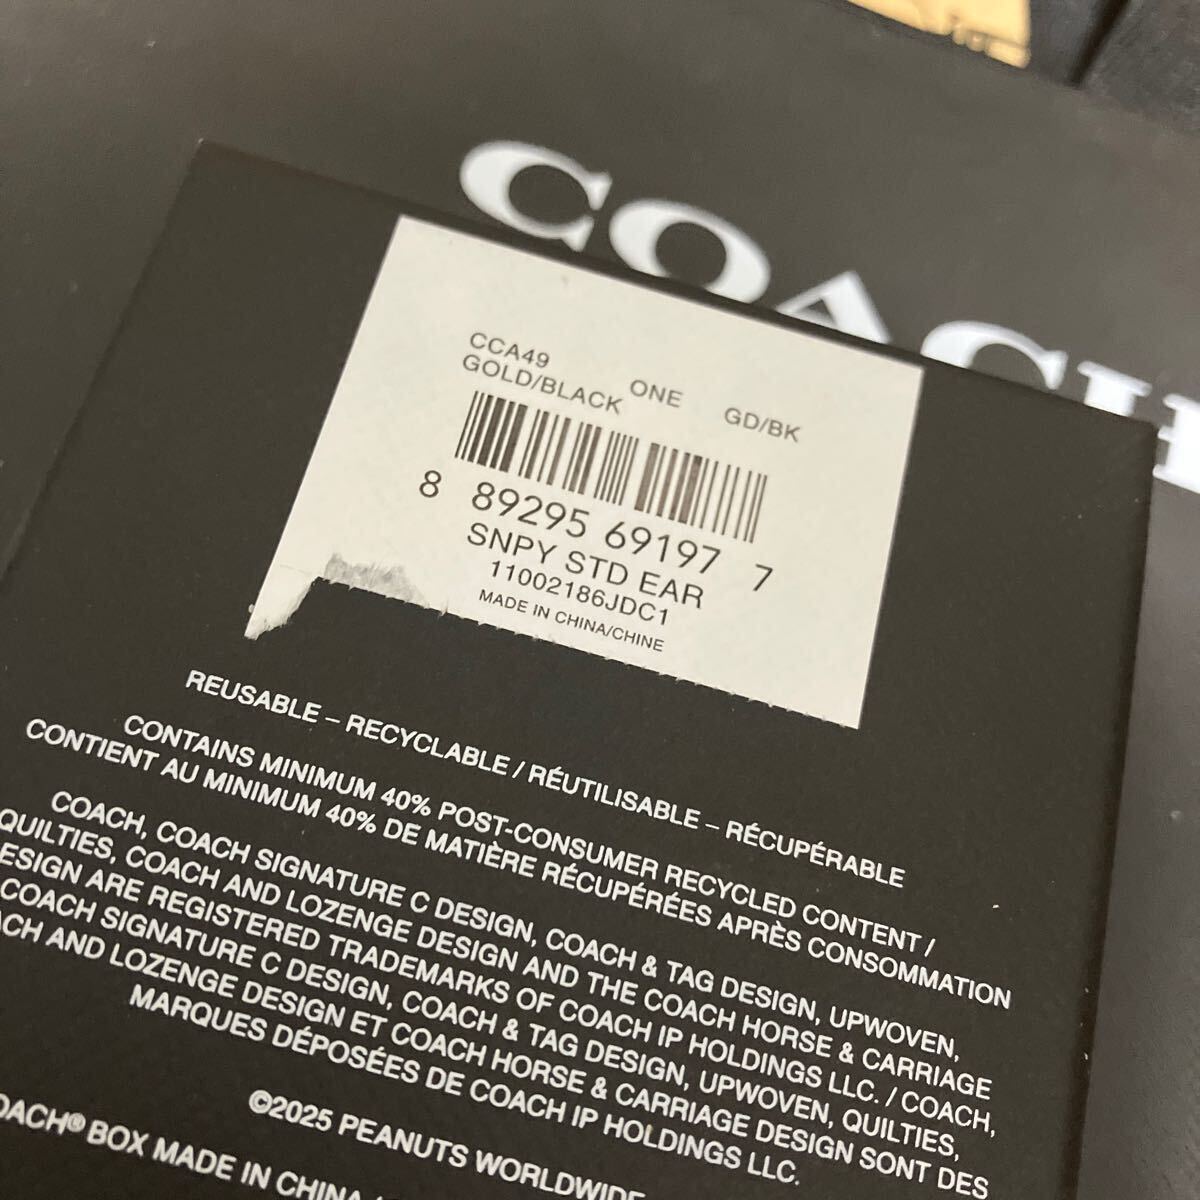 COACH
CCA49 ONE GD/BK
GOLD/BLACK
8 89295 69197 7
SNPY STD EAR
11002186JDC1
MADE IN CHINA/CHINE
REUSABLE – RECYCLABLE / RÉUTILISABLE – RÉCUPÉRABLE
CONTAINS MINIMUM 40% POST-CONSUMER RECYCLED CONTENT /
CONTIENT AU MINIMUM 40% DE MATIÈRE RÉCUPÉRÉES APRÈS CONSOMMATION
COACH, COACH SIGNATURE C DESIGN, COACH & TAG DESIGN, UPWOVEN,
QUILTIES, COACH AND LOZENGE DESIGN AND THE COACH HORSE & CARRIAGE
ESIGN ARE REGISTERED TRADEMARKS OF COACH IP HOLDINGS LLC. / COACH,
COACH SIGNATURE C DESIGN, COACH & TAG DESIGN, UPWOVEN, QUILTIES,
ACH AND LOZENGE DESIGN ET COACH HORSE & CARRIAGE DESIGN SONT DES
MARQUES DÉPOSÉES DE COACH IP HOLDINGS LLC.
©2025 PEANUTS WORLDWIDE
OACH® BOX MADE IN CHINA